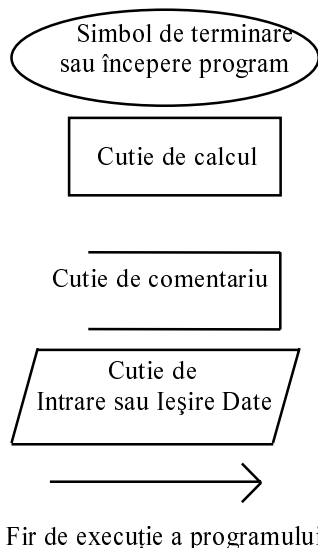 Simbol de terminare
sau începere program
Cutie de calcul
Cutie de comentariu
Cutie de
Intrare sau Ieşire Date
Fir de execuţie a programului